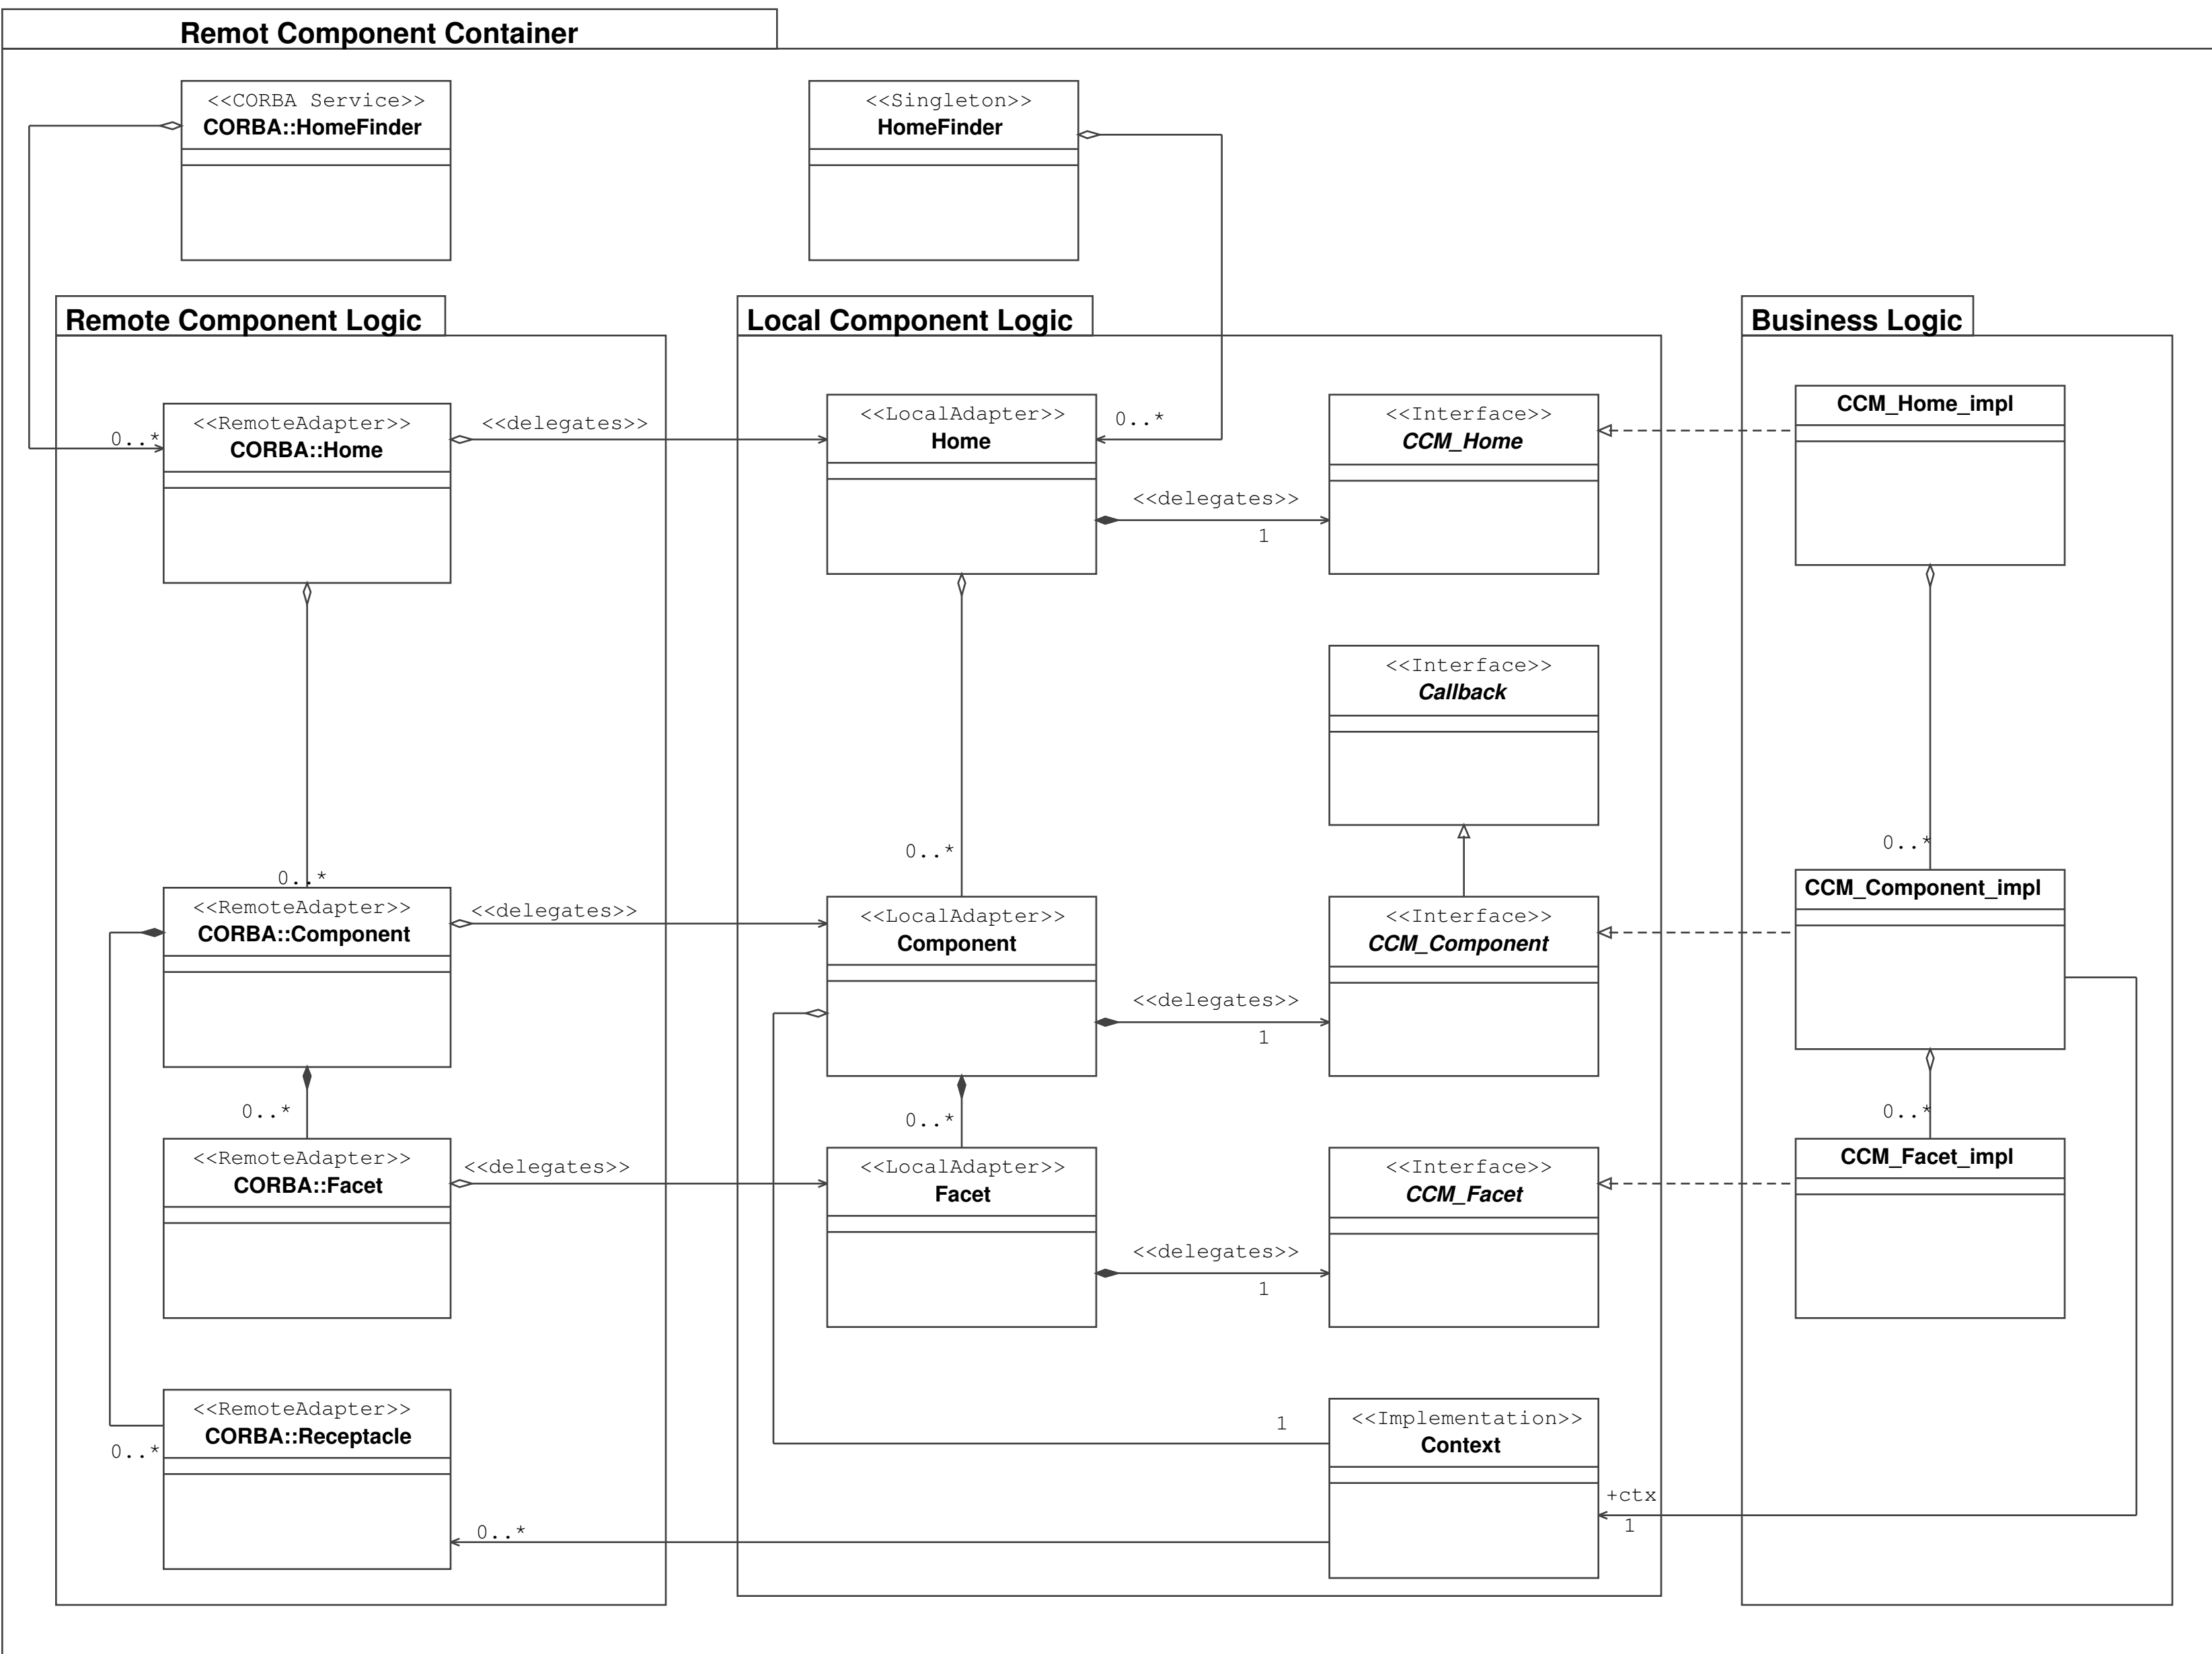 Remot Component Container
<<CORBA Service>>
CORBA::HomeFinder
<<Singleton>>
HomeFinder
Remote Component Logic
Local Component Logic
Business Logic
<<RemoteAdapter>>
CORBA::Home
0..*
<<delegates>>
<<LocalAdapter>>
Home
0..*
<<delegates>>
1
<<Interface>>
CCM_Home
CCM_Home_impl
<<Interface>>
Callback
0..*
0..*
0..*
<<RemoteAdapter>>
CORBA::Component
<<delegates>>
<<LocalAdapter>>
Component
<<delegates>>
1
<<Interface>>
CCM_Component
CCM_Component_impl
0..*
0..*
0..*
<<RemoteAdapter>>
CORBA::Facet
<<delegates>>
<<LocalAdapter>>
Facet
<<delegates>>
1
<<Interface>>
CCM_Facet
CCM_Facet_impl
<<RemoteAdapter>>
CORBA::Receptacle
0..*
0..*
1
<<Implementation>>
Context
+ctx
1